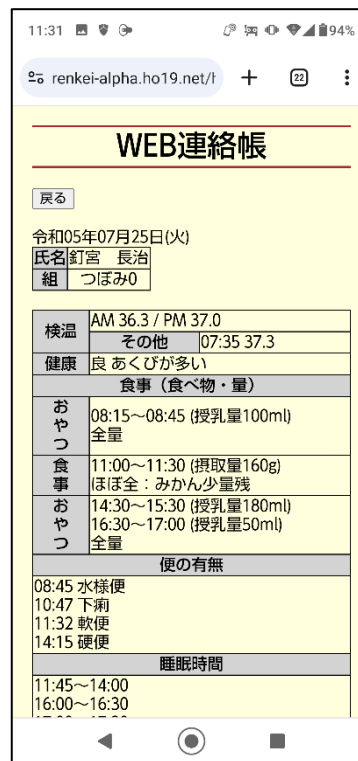 11:31
94%
renkei-alpha.ho19.net/h
22
WEB連絡帳
戻る
令和05年07月25日(火)
氏名 釘宮 長治
組 つぼみ0
検温 AM 36.3 / PM 37.0
その他 07:35 37.3
健康 良 あくびが多い
食事（食べ物・量）
おやつ 08:15～08:45 (授乳量100ml)
全量
食事 11:00～11:30 (摂取量160g)
ほぼ全：みかん少量残
おやつ 14:30～15:30 (授乳量180ml)
16:30～17:00 (授乳量50ml)
全量
便の有無
08:45 水様便
10:47 下痢
11:32 軟便
14:15 硬便
睡眠時間
11:45～14:00
16:00～16:30